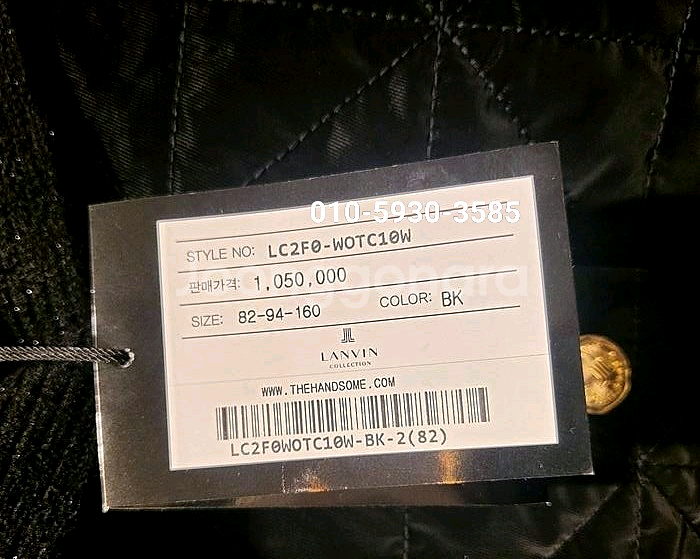 010-5930-3585
STYLE NO: LC2F0-WOTC10W
판매가격: 1,050,000
Joonggonara
SIZE: 82-94-160 COLOR: BK
LANVIN
COLLECTION
WWW.THEHANDSOME.COM
LC2F0WOTC10W-BK-2(82)